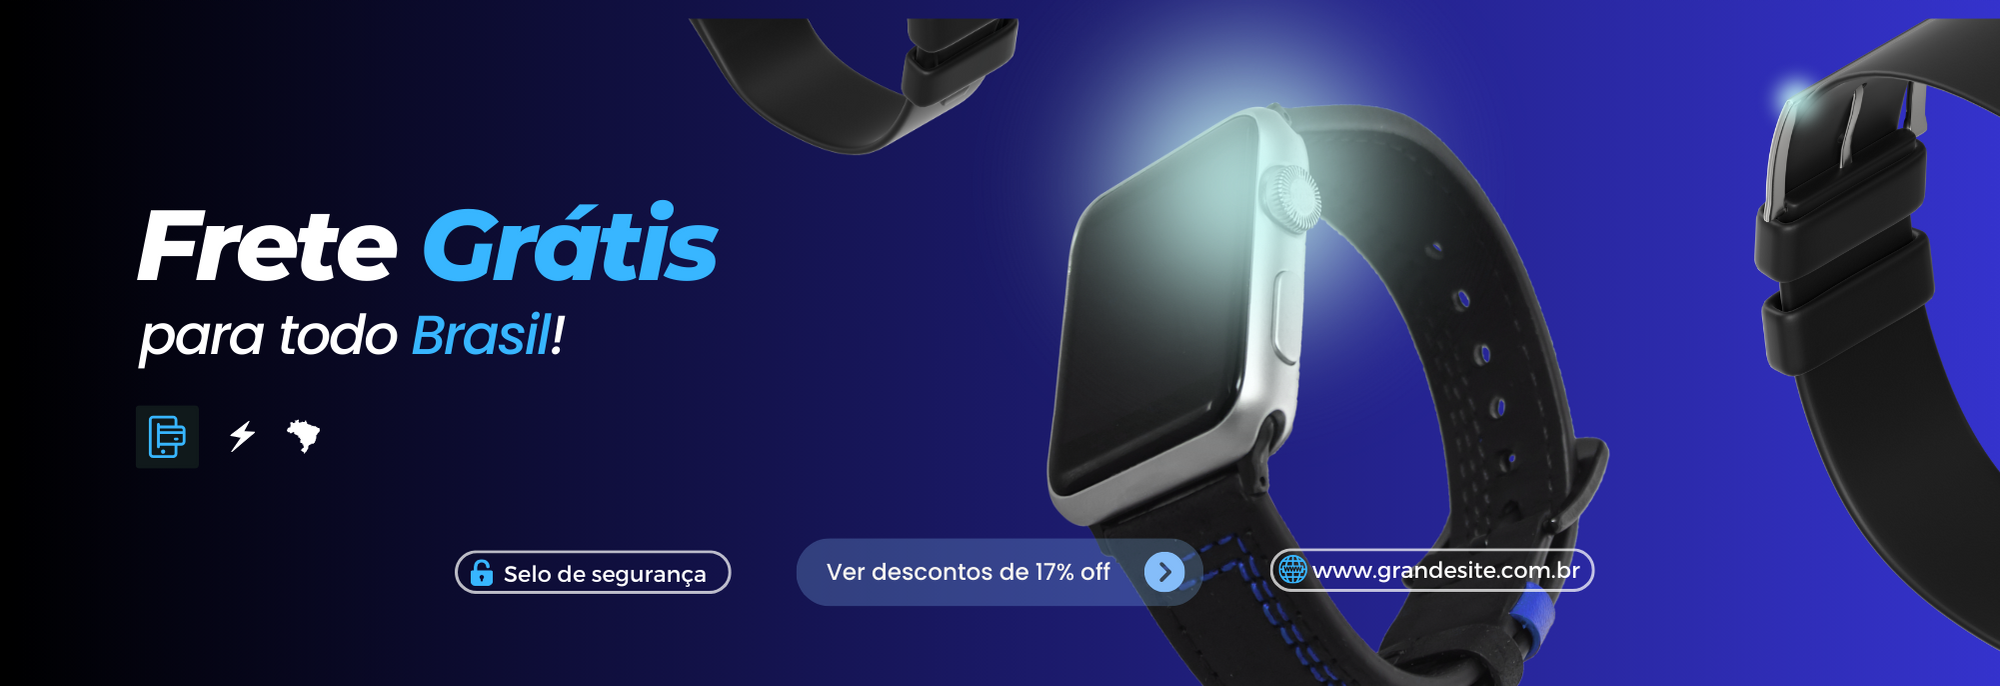 Frete Grátis
para todo Brasil!
Selo de segurança
Ver descontos de 17% off
www.grandesite.com.br